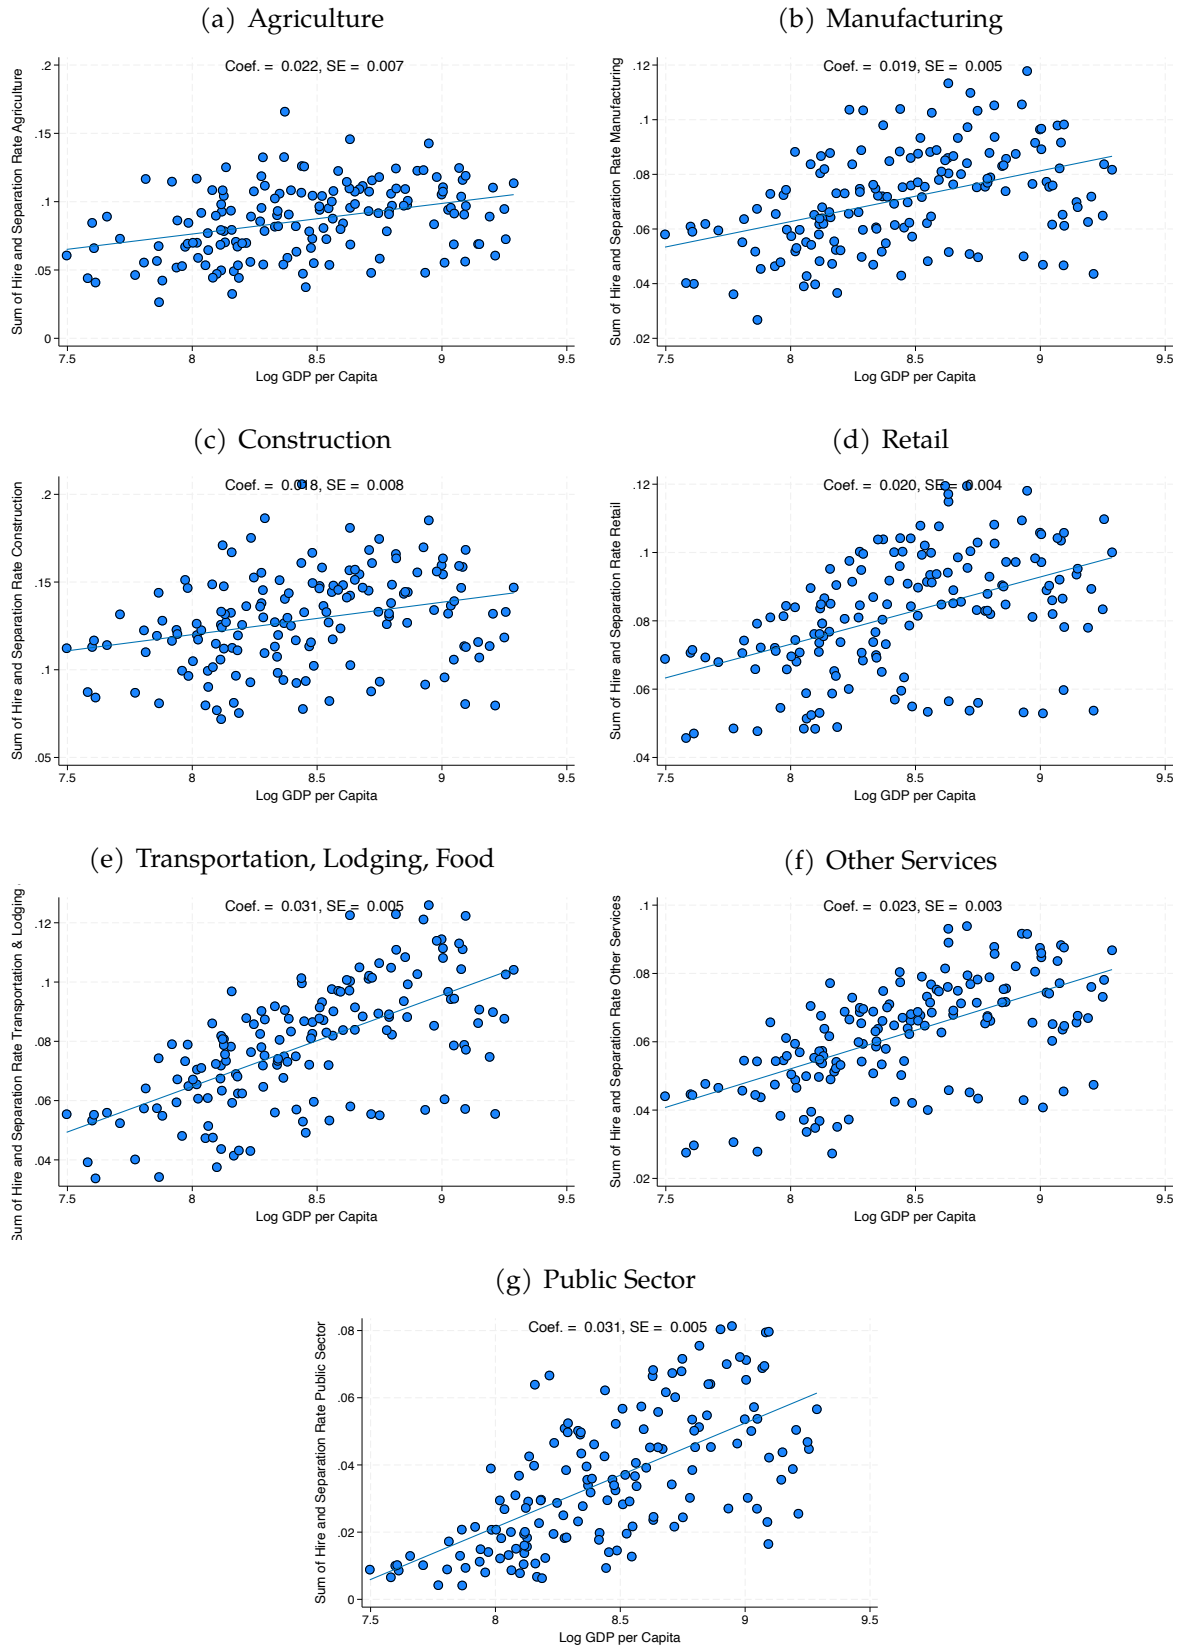 (a) Agriculture
Coef. = 0.022, SE = 0.007
Sum of Hire and Separation Rate Agriculture
.2
.15
.1
.05
0
7.5 8 8.5 9 9.5
Log GDP per Capita
(b) Manufacturing
Coef. = 0.019, SE = 0.005
Sum of Hire and Separation Rate Manufacturing
.12
.1
.08
.06
.04
.02
7.5 8 8.5 9 9.5
Log GDP per Capita
(c) Construction
Coef. = 0.018, SE = 0.008
Sum of Hire and Separation Rate Construction
.2
.15
.1
.05
7.5 8 8.5 9 9.5
Log GDP per Capita
(d) Retail
Coef. = 0.020, SE = 0.004
Sum of Hire and Separation Rate Retail
.12
.1
.08
.06
.04
7.5 8 8.5 9 9.5
Log GDP per Capita
(e) Transportation, Lodging, Food
Coef. = 0.031, SE = 0.005
Sum of Hire and Separation Rate Transportation & Lodging
.12
.1
.08
.06
.04
7.5 8 8.5 9 9.5
Log GDP per Capita
(f) Other Services
Coef. = 0.023, SE = 0.003
Sum of Hire and Separation Rate Other Services
.1
.08
.06
.04
.02
7.5 8 8.5 9 9.5
Log GDP per Capita
(g) Public Sector
Coef. = 0.031, SE = 0.005
Sum of Hire and Separation Rate Public Sector
.08
.06
.04
.02
0
7.5 8 8.5 9 9.5
Log GDP per Capita